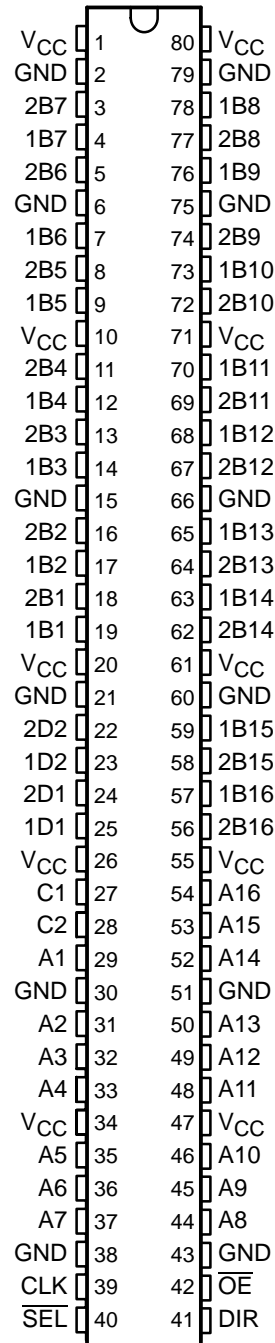 VCC 1 80 VCC
GND 2 79 GND
2B7 3 78 1B8
1B7 4 77 2B8
2B6 5 76 1B9
GND 6 75 GND
1B6 7 74 2B9
2B5 8 73 1B10
1B5 9 72 2B10
VCC 10 71 VCC
2B4 11 70 1B11
1B4 12 69 2B11
2B3 13 68 1B12
1B3 14 67 2B12
GND 15 66 GND
2B2 16 65 1B13
1B2 17 64 2B13
2B1 18 63 1B14
1B1 19 62 2B14
VCC 20 61 VCC
GND 21 60 GND
2D2 22 59 1B15
1D2 23 58 2B15
2D1 24 57 1B16
1D1 25 56 2B16
VCC 26 55 VCC
C1 27 54 A16
C2 28 53 A15
A1 29 52 A14
GND 30 51 GND
A2 31 50 A13
A3 32 49 A12
A4 33 48 A11
VCC 34 47 VCC
A5 35 46 A10
A6 36 45 A9
A7 37 44 A8
GND 38 43 GND
CLK 39 42 O̅E̅
S̅E̅L̅ 40 41 DIR